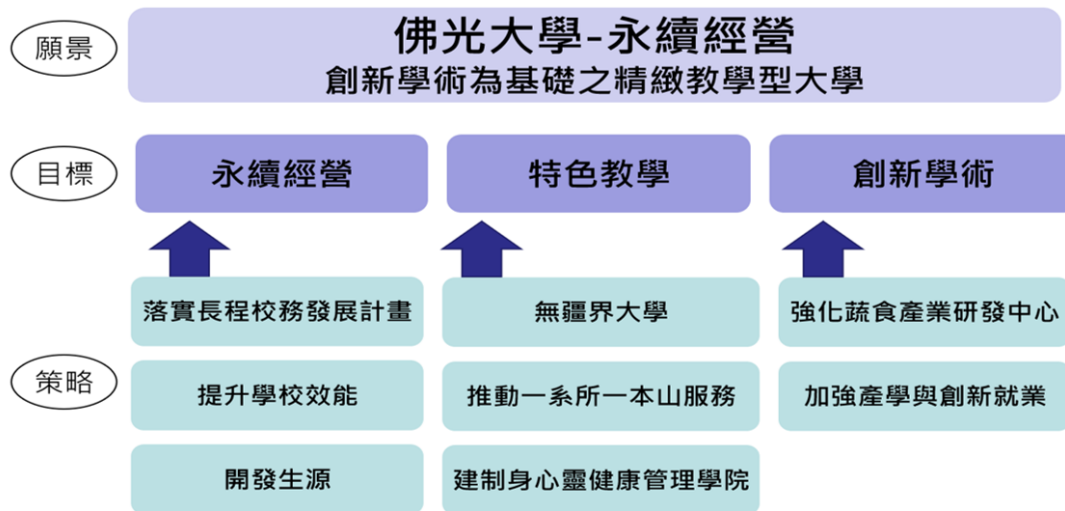 願景
佛光大學-永續經營
創新學術為基礎之精緻教學型大學
目標
永續經營
特色教學
創新學術
策略
落實長程校務發展計畫
無疆界大學
強化蔬食產業研發中心
提升學校效能
推動一系所一本山服務
加強產學與創新就業
開發生源
建制身心靈健康管理學院